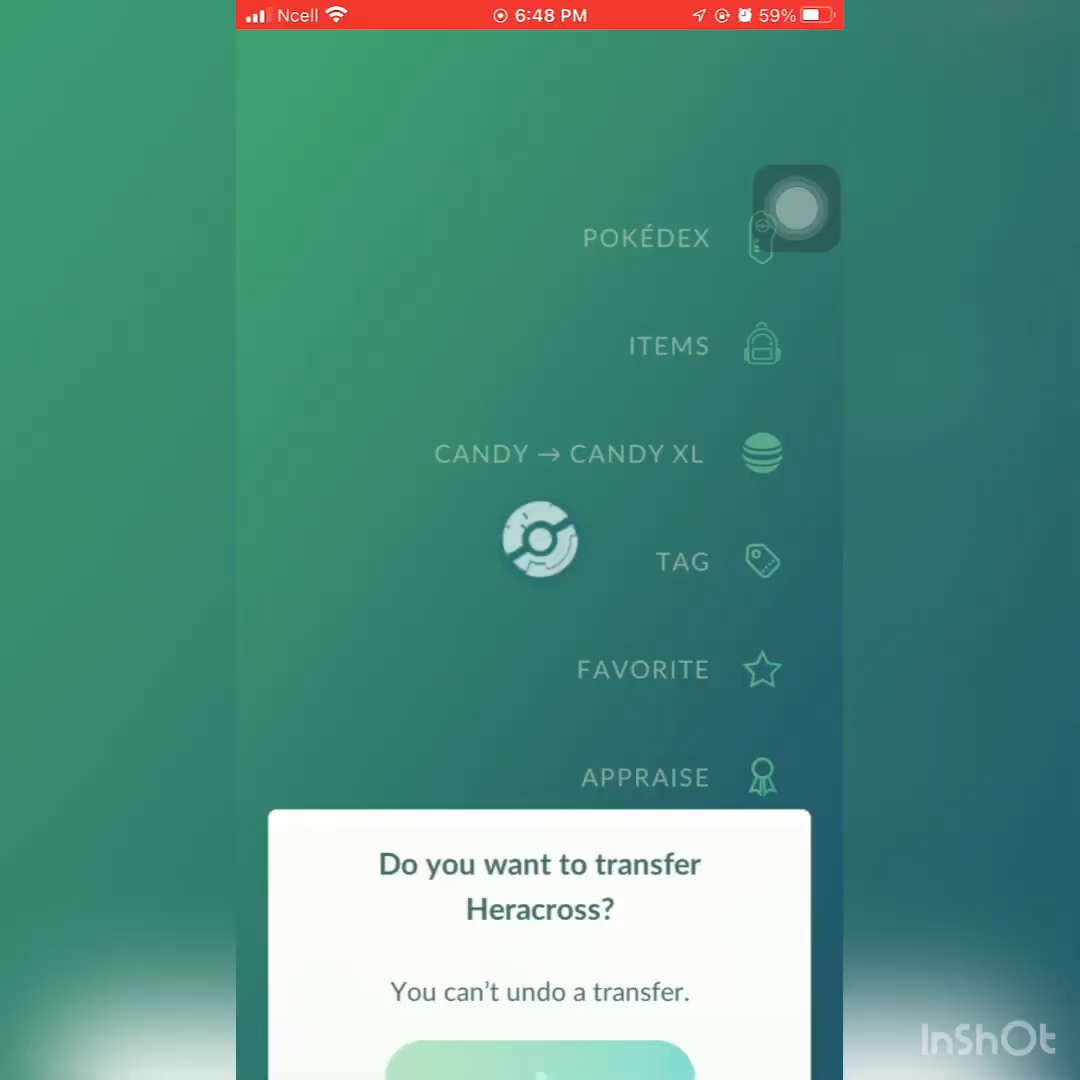 Ncell 6:48 PM 59%
POKÉDEX
ITEMS
CANDY → CANDY XL
TAG
FAVORITE
APPRAISE
Do you want to transfer
Heracross?
You can't undo a transfer.
InShOt